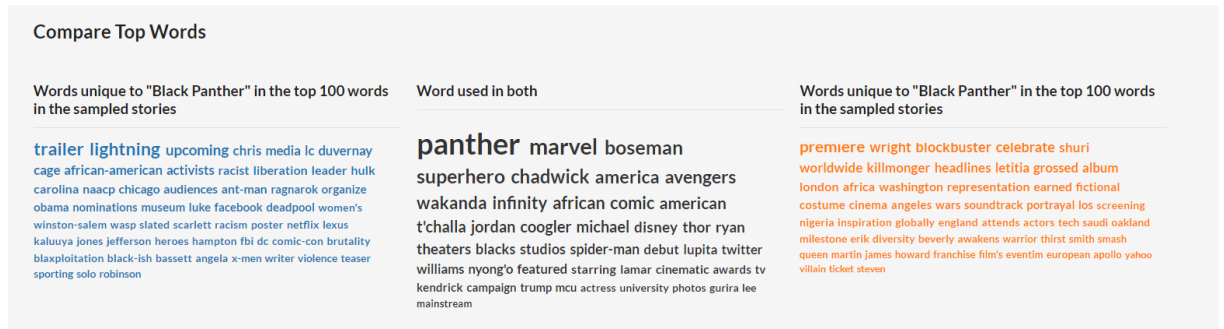 Compare Top Words
Words unique to "Black Panther" in the top 100 words
in the sampled stories
trailer lightning upcoming chris media lc duvernay
cage african-american activists racist liberation leader hulk
carolina naacp chicago audiences ant-man ragnarok organize
obama nominations museum luke facebook deadpool women's
winston-salem wasp slated scarlett racism poster netflix lexus
kaluuya jones jefferson heroes hampton fbi dc comic-con brutality
blaxploitation black-ish bassett angela x-men writer violence teaser
sporting solo robinson
Word used in both
panther marvel boseman
superhero chadwick america avengers
wakanda infinity african comic american
t'challa jordan coogler michael disney thor ryan
theaters blacks studios spider-man debut lupita twitter
williams nyong'o featured starring lamar cinematic awards tv
kendrick campaign trump mcu actress university photos gurira lee
mainstream
Words unique to "Black Panther" in the top 100 words
in the sampled stories
premiere wright blockbuster celebrate shuri
worldwide killmonger headlines letitia grossed album
london africa washington representation earned fictional
costume cinema angeles wars soundtrack portrayal los screening
nigeria inspiration globally england attends actors tech saudi oakland
milestone erik diversity beverly awakens warrior thirst smith smash
queen martin james howard franchise film's eventim european apollo yahoo
villain ticket steven